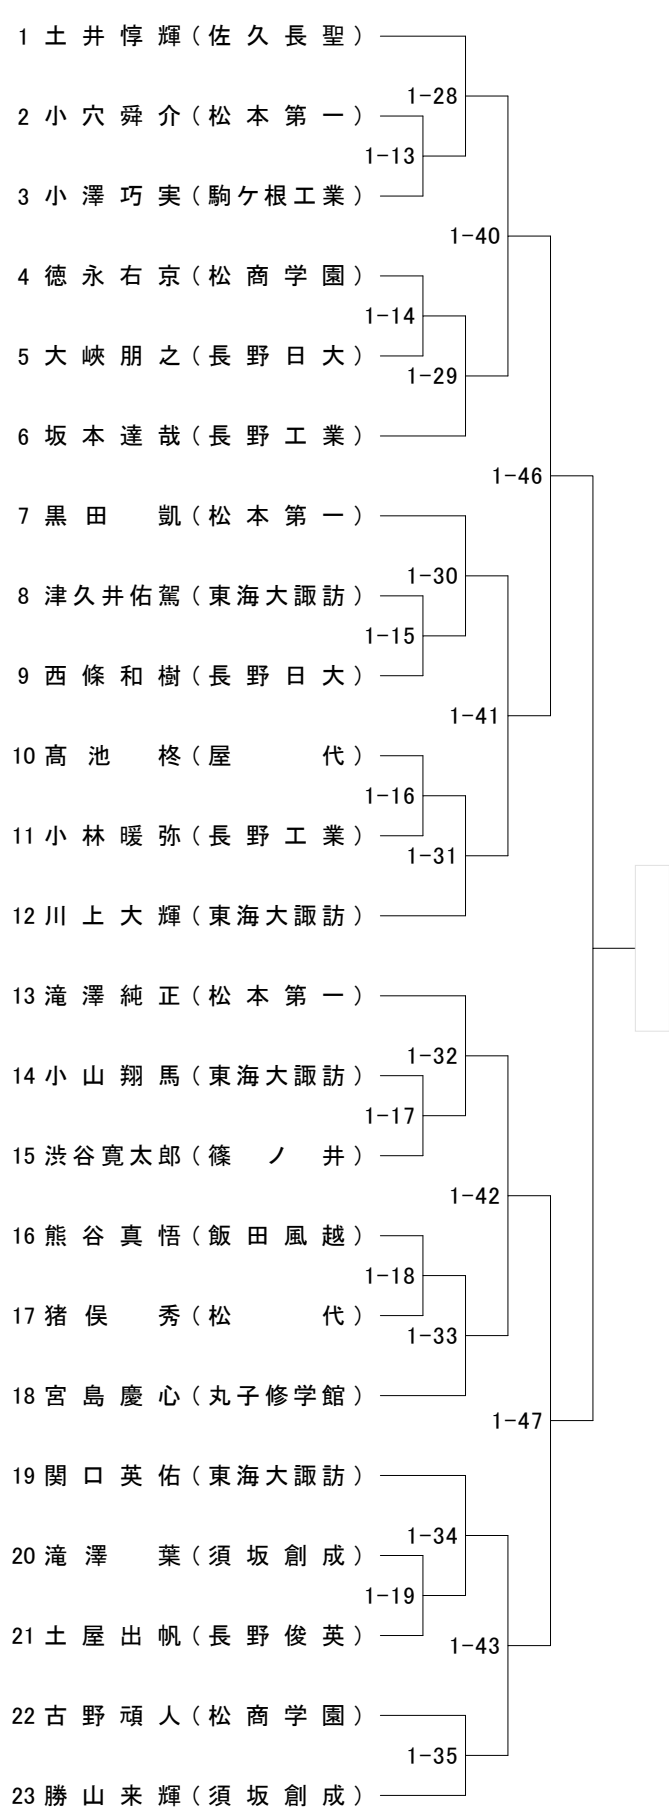 1 土井惇輝(佐久長聖)
1-28
2 小穴舜介(松本第一)
1-13
3 小澤巧実(駒ケ根工業)
1-40
4 徳永右京(松商学園)
1-14
5 大峡朋之(長野日大)
1-29
6 坂本達哉(長野工業)
1-46
7 黒田 凱(松本第一)
1-30
8 津久井佑駕(東海大諏訪)
1-15
9 西條和樹(長野日大)
1-41
10 髙池 柊(屋 代)
1-16
11 小林暖弥(長野工業)
1-31
12 川上大輝(東海大諏訪)
13 滝澤純正(松本第一)
1-32
14 小山翔馬(東海大諏訪)
1-17
15 渋谷寛太郎(篠ノ井)
1-42
16 熊谷真悟(飯田風越)
1-18
17 猪俣 秀(松 代)
1-33
18 宮島慶心(丸子修学館)
1-47
19 関口英佑(東海大諏訪)
1-34
20 滝澤 葉(須坂創成)
1-19
21 土屋出帆(長野俊英)
1-43
22 古野頑人(松商学園)
1-35
23 勝山来輝(須坂創成)